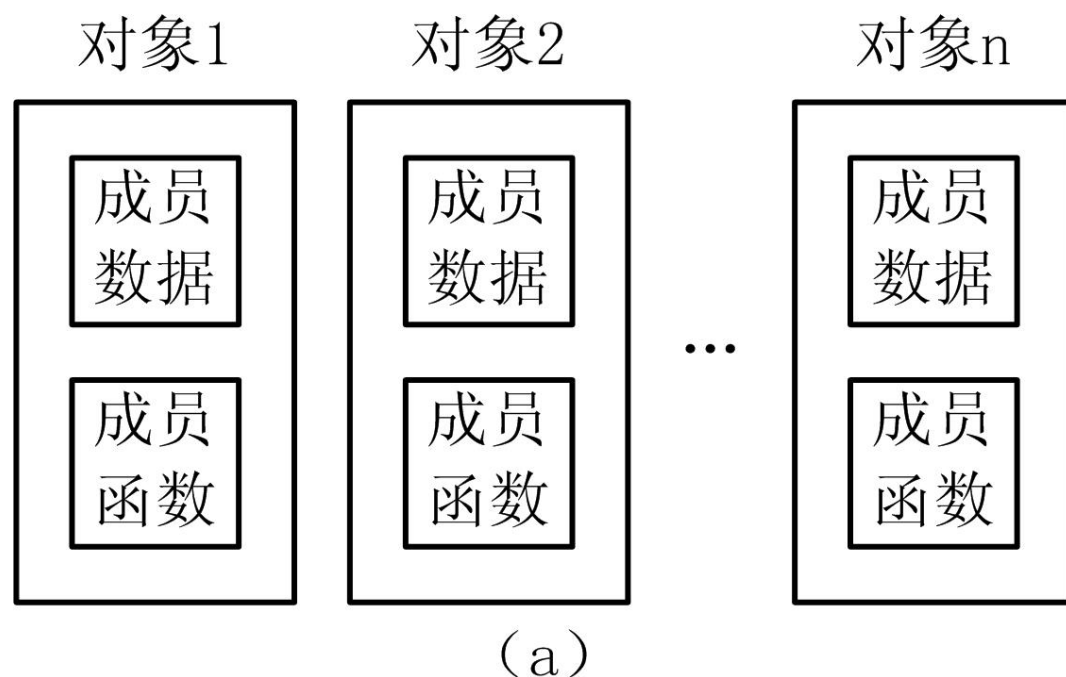 对象1 对象2 对象n
成员 成员 成员
数据 数据 数据
...
成员 成员 成员
函数 函数 函数
(a)